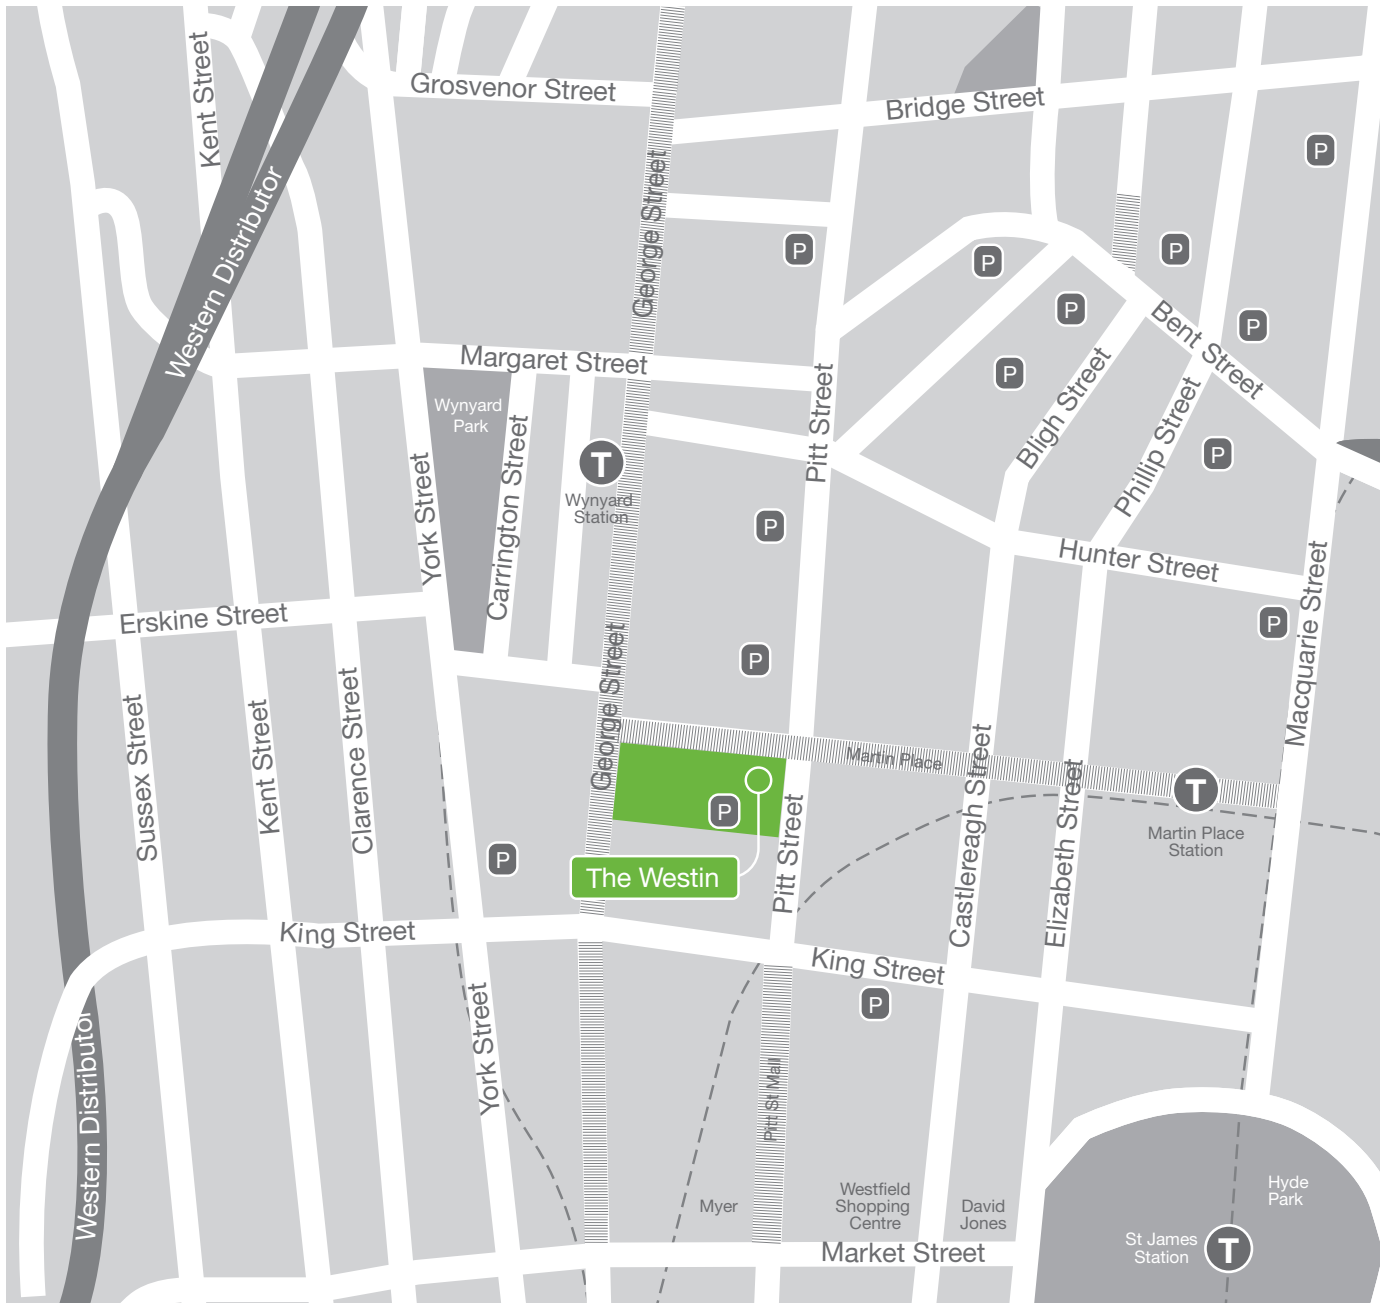 Kent Street
Grosvenor Street
Bridge Street
P
Western Distributor
George Street
P
P
P
P
P
Bent Street
Margaret Street
P
Wynyard
Park
Pitt Street
Bligh Street
Phillip Street
P
York Street
Carrington Street
T
Wynyard
Station
P
Hunter Street
Macquarie Street
Erskine Street
P
George Street
P
Sussex Street
Kent Street
Clarence Street
Martin Place
Castlereagh Street
Elizabeth Street
T
Martin Place
Station
P
Pitt Street
P
The Westin
King Street
King Street
P
Western Distributor
York Street
Pitt St Mall
Myer
Westfield
Shopping
Centre
David
Jones
Hyde
Park
St James
Station
T
Market Street